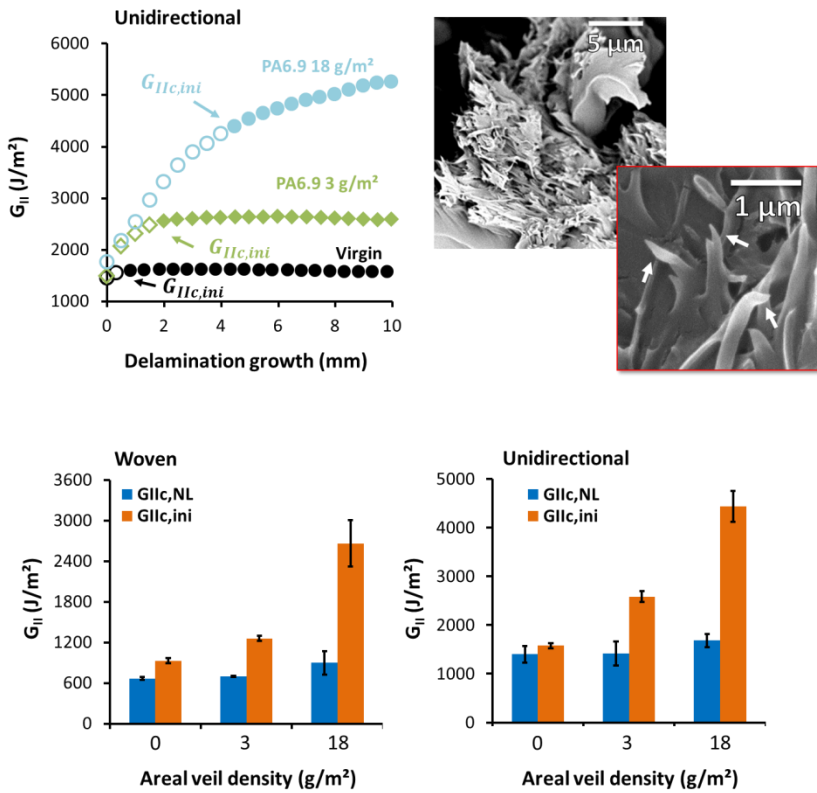 Unidirectional
6000
5000
4000
3000
2000
1000
G_II (J/m²)
PA6.9 18 g/m²
G_IIc,ini
PA6.9 3 g/m²
G_IIc,ini
Virgin
G_IIc,ini
0 2 4 6 8 10
Delamination growth (mm)
5 μm
1 μm
Woven
3600
3000
2400
1800
1200
600
0
G_II (J/m²)
GIIc,NL
GIIc,ini
0 3 18
Areal veil density (g/m²)
Unidirectional
5000
4000
3000
2000
1000
0
G_II (J/m²)
GIIc,NL
GIIc,ini
0 3 18
Areal veil density (g/m²)